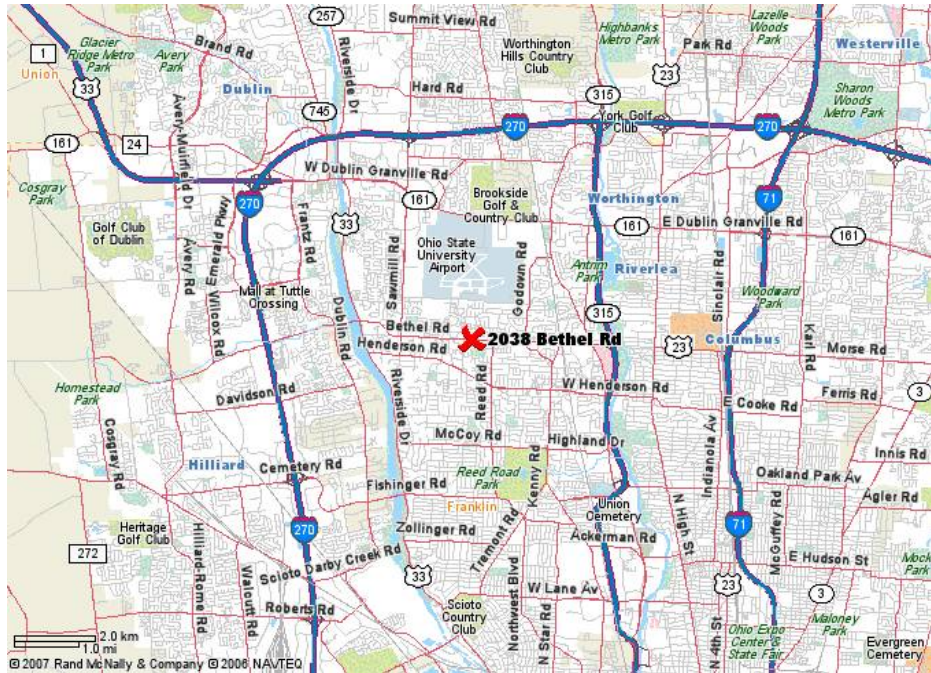 257
Summit View Rd
Highbanks
Metro Park
Lazelle
Woods
Park
1
Glacier
Ridge Metro
Park
Avery
Park
Brand Rd
Riverside Dr
Worthington
Hills Country
Club
Park Rd
Westerville
Union
33
Dublin
23
Hard Rd
315
Sharon
Woods
Metro Park
745
York Golf
Club
161
24
Avery-Muirfield Dr
270
270
W Dublin Granville Rd
Cosgray
Park
270
161
Brookside
Golf &
Country Club
Worthington
71
Golf Club
of Dublin
Emerald Pkwy
Frantz Rd
33
E Dublin Granville Rd
161
161
Avery Rd
Ohio State
University
Airport
Sawmill Rd
Godown Rd
Antrim
Park
Riverlea
Sinclair Rd
Woodward
Park
Mall at Tuttle
Crossing
Wilcox Rd
Dublin Rd
315
Bethel Rd
2038 Bethel Rd
Columbus
Karl Rd
Henderson Rd
23
Morse Rd
Homestead
Park
Davidson Rd
Riverside Dr
Reed Rd
W Henderson Rd
E Cooke Rd
Ferris Rd
3
Cosgray Rd
McCoy Rd
Highland Dr
Indianola Av
Innis Rd
Hilliard
Cemetery Rd
Reed Road
Park
Kenny Rd
Oakland Park Av
Fishinger Rd
Franklin
Union
Cemetery
N High St
Agler Rd
Heritage
Golf Club
270
Zollinger Rd
Tremont Rd
Ackerman Rd
71
McGuffey Rd
272
Hilliard-Rome Rd
Scioto Darby Creek Rd
E Hudson St
Mock
Park
Walcutt Rd
33
W Lane Av
23
3
Roberts Rd
Scioto
Country
Club
Northwest Blvd
N Star Rd
N 4th St
Ohio Expo
Center &
State Fair
Maloney
Park
Evergreen
Cemetery
2.0 km
1.0 mi
© 2007 Rand McNally & Company © 2006 NAVTEQ